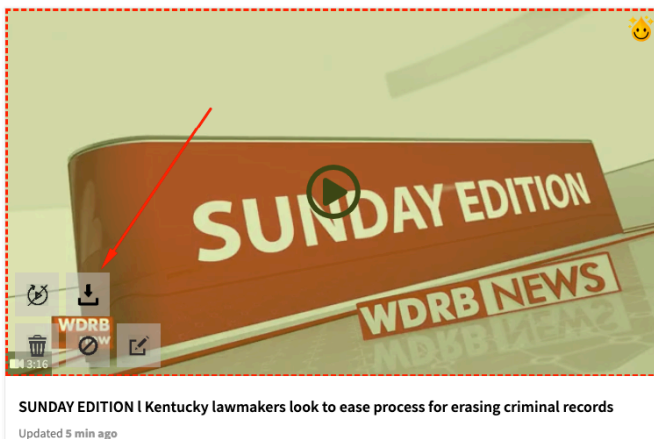 SUNDAY EDITION
WDRB NEWS
WDRB
3:16
SUNDAY EDITION l Kentucky lawmakers look to ease process for erasing criminal records
Updated 5 min ago